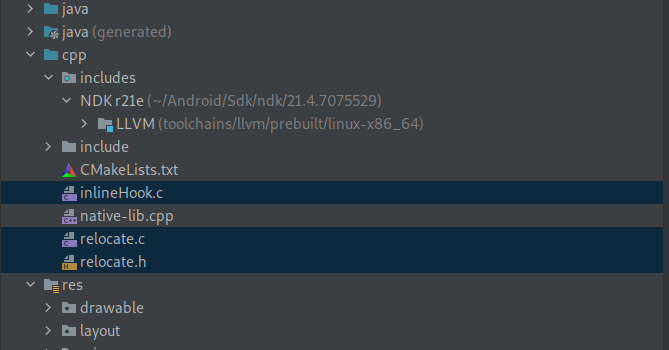 java
java (generated)
cpp
includes
NDK r21e (~/Android/Sdk/ndk/21.4.7075529)
LLVM (toolchains/llvm/prebuilt/linux-x86_64)
include
CMakeLists.txt
inlineHook.c
native-lib.cpp
relocate.c
relocate.h
res
drawable
layout